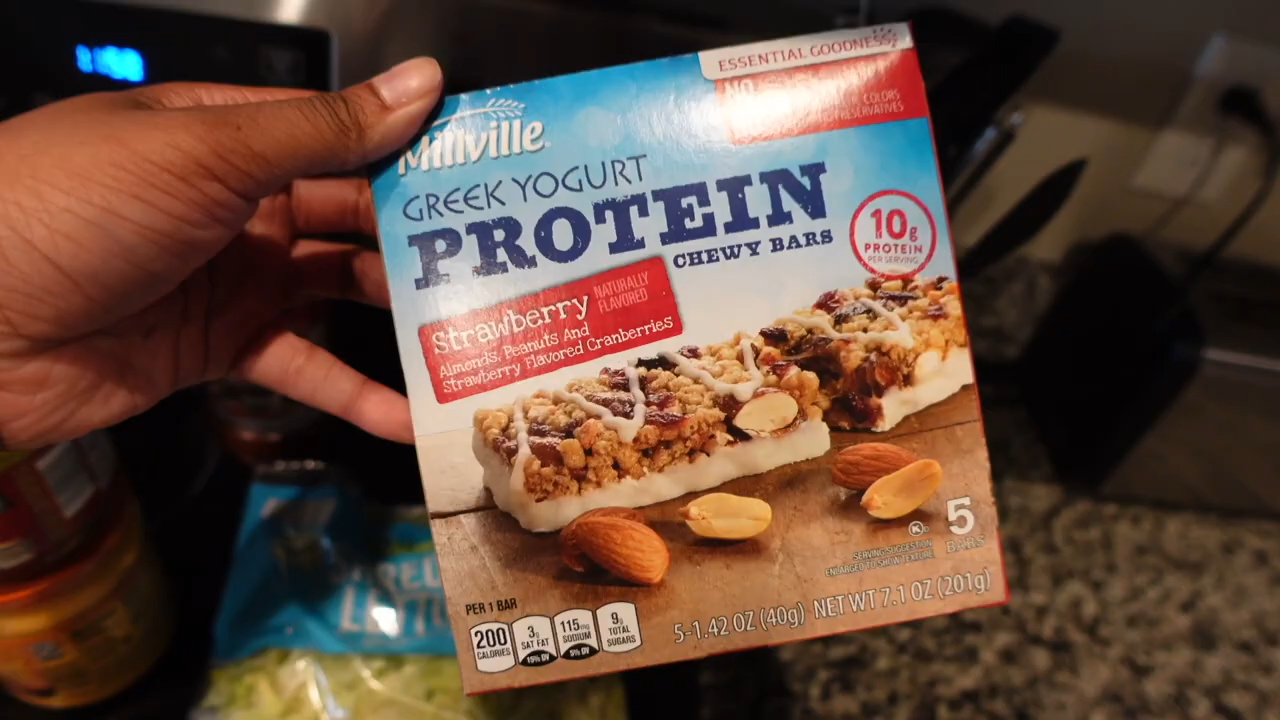 ESSENTIAL GOODNESS
NO
COLORS
PRESERVATIVES
Millville
GREEK YOGURT
PROTEIN
CHEWY BARS
10g
PROTEIN
PER SERVING
Strawberry
NATURALLY
FLAVORED
Almonds, Peanuts And
Strawberry Flavored Cranberries
K
5
BARS
SERVING SUGGESTION
ENLARGED TO SHOW TEXTURE
PER 1 BAR
200
CALORIES
3g
SAT FAT
15% DV
115mg
SODIUM
5% DV
9g
TOTAL
SUGARS
5-1.42 OZ (40g) NET WT 7.1 OZ (201g)